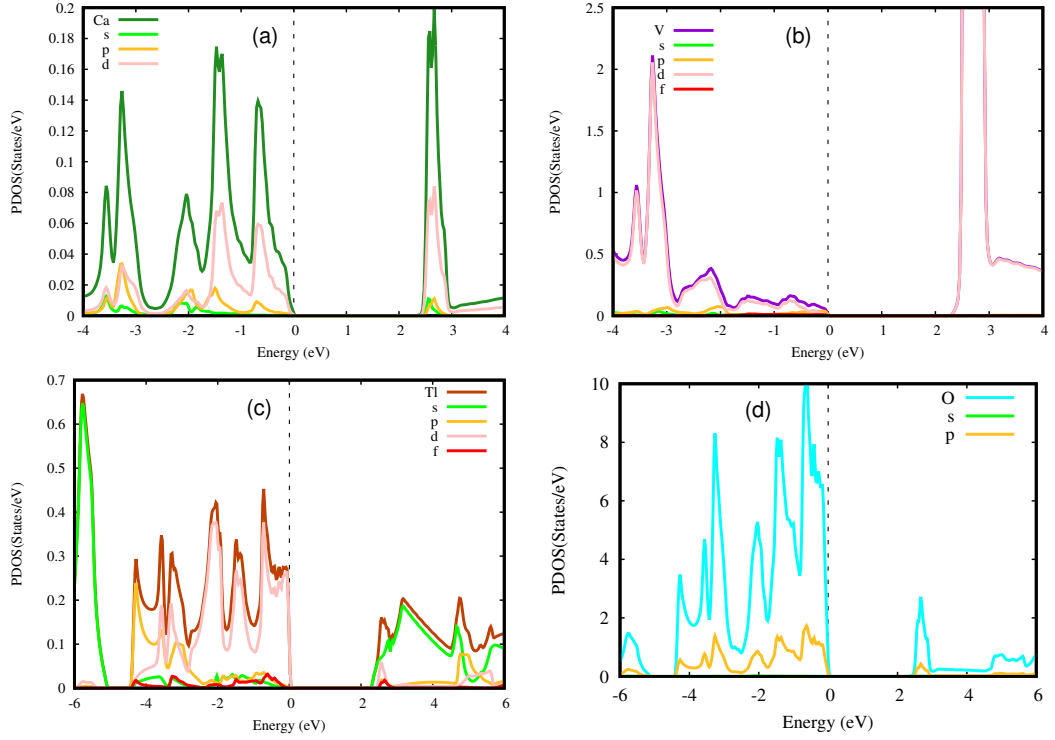 (a)
Ca
s
p
d
PDOS(States/eV)
0.2
0.18
0.16
0.14
0.12
0.1
0.08
0.06
0.04
0.02
0
-4 -3 -2 -1 0 1 2 3 4
Energy (eV)
(b)
V
s
p
d
f
PDOS(States/eV)
2.5
2
1.5
1
0.5
0
-4 -3 -2 -1 0 1 2 3 4
Energy (eV)
(c)
Tl
s
p
d
f
PDOS(States/eV)
0.7
0.6
0.5
0.4
0.3
0.2
0.1
0
-6 -4 -2 0 2 4 6
Energy (eV)
(d)
O
s
p
PDOS(States/eV)
10
8
6
4
2
0
-6 -4 -2 0 2 4 6
Energy (eV)